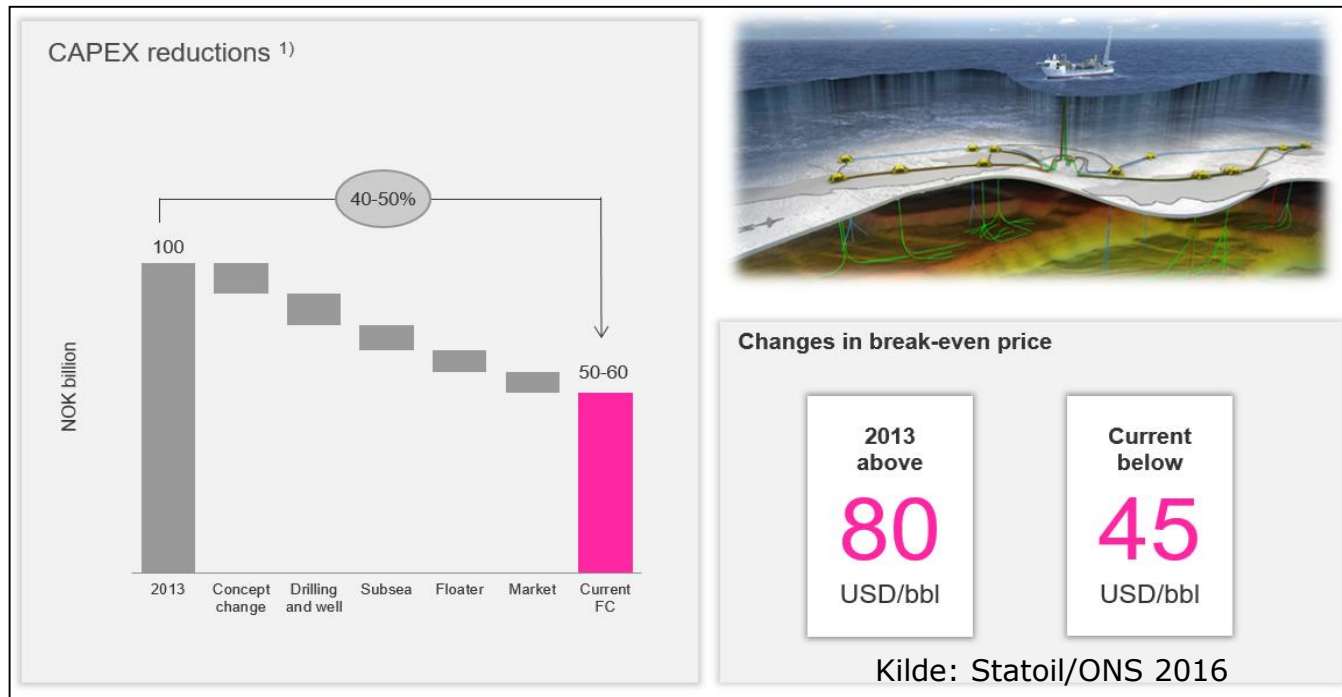 CAPEX reductions 1)
40-50%
100
50-60
NOK billion
2013
Concept
change
Drilling
and well
Subsea
Floater
Market
Current
FC
Changes in break-even price
2013
above
80
USD/bbl
Current
below
45
USD/bbl
Kilde: Statoil/ONS 2016